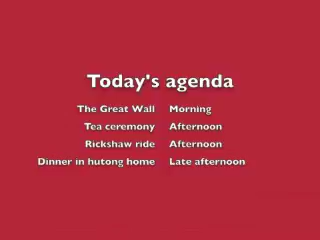 Today's agenda
The Great Wall Morning
Tea ceremony Afternoon
Rickshaw ride Afternoon
Dinner in hutong home Late afternoon